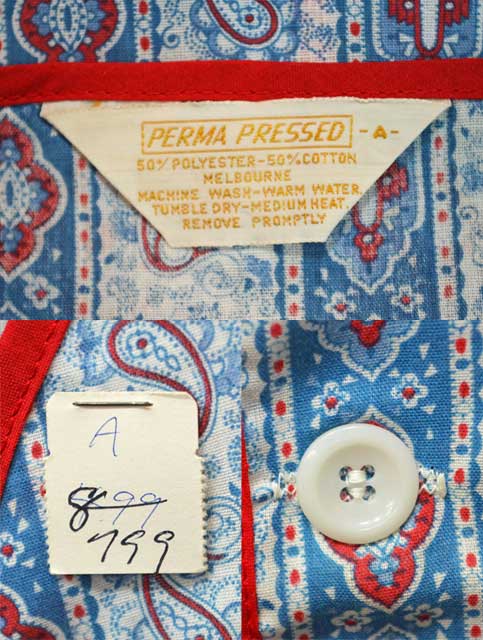 PERMA PRESSED -A-
50% POLYESTER-50% COTTON
MELBOURNE
MACHINE WASH-WARM WATER.
TUMBLE DRY-MEDIUM HEAT.
REMOVE PROMPTLY
A
899
799